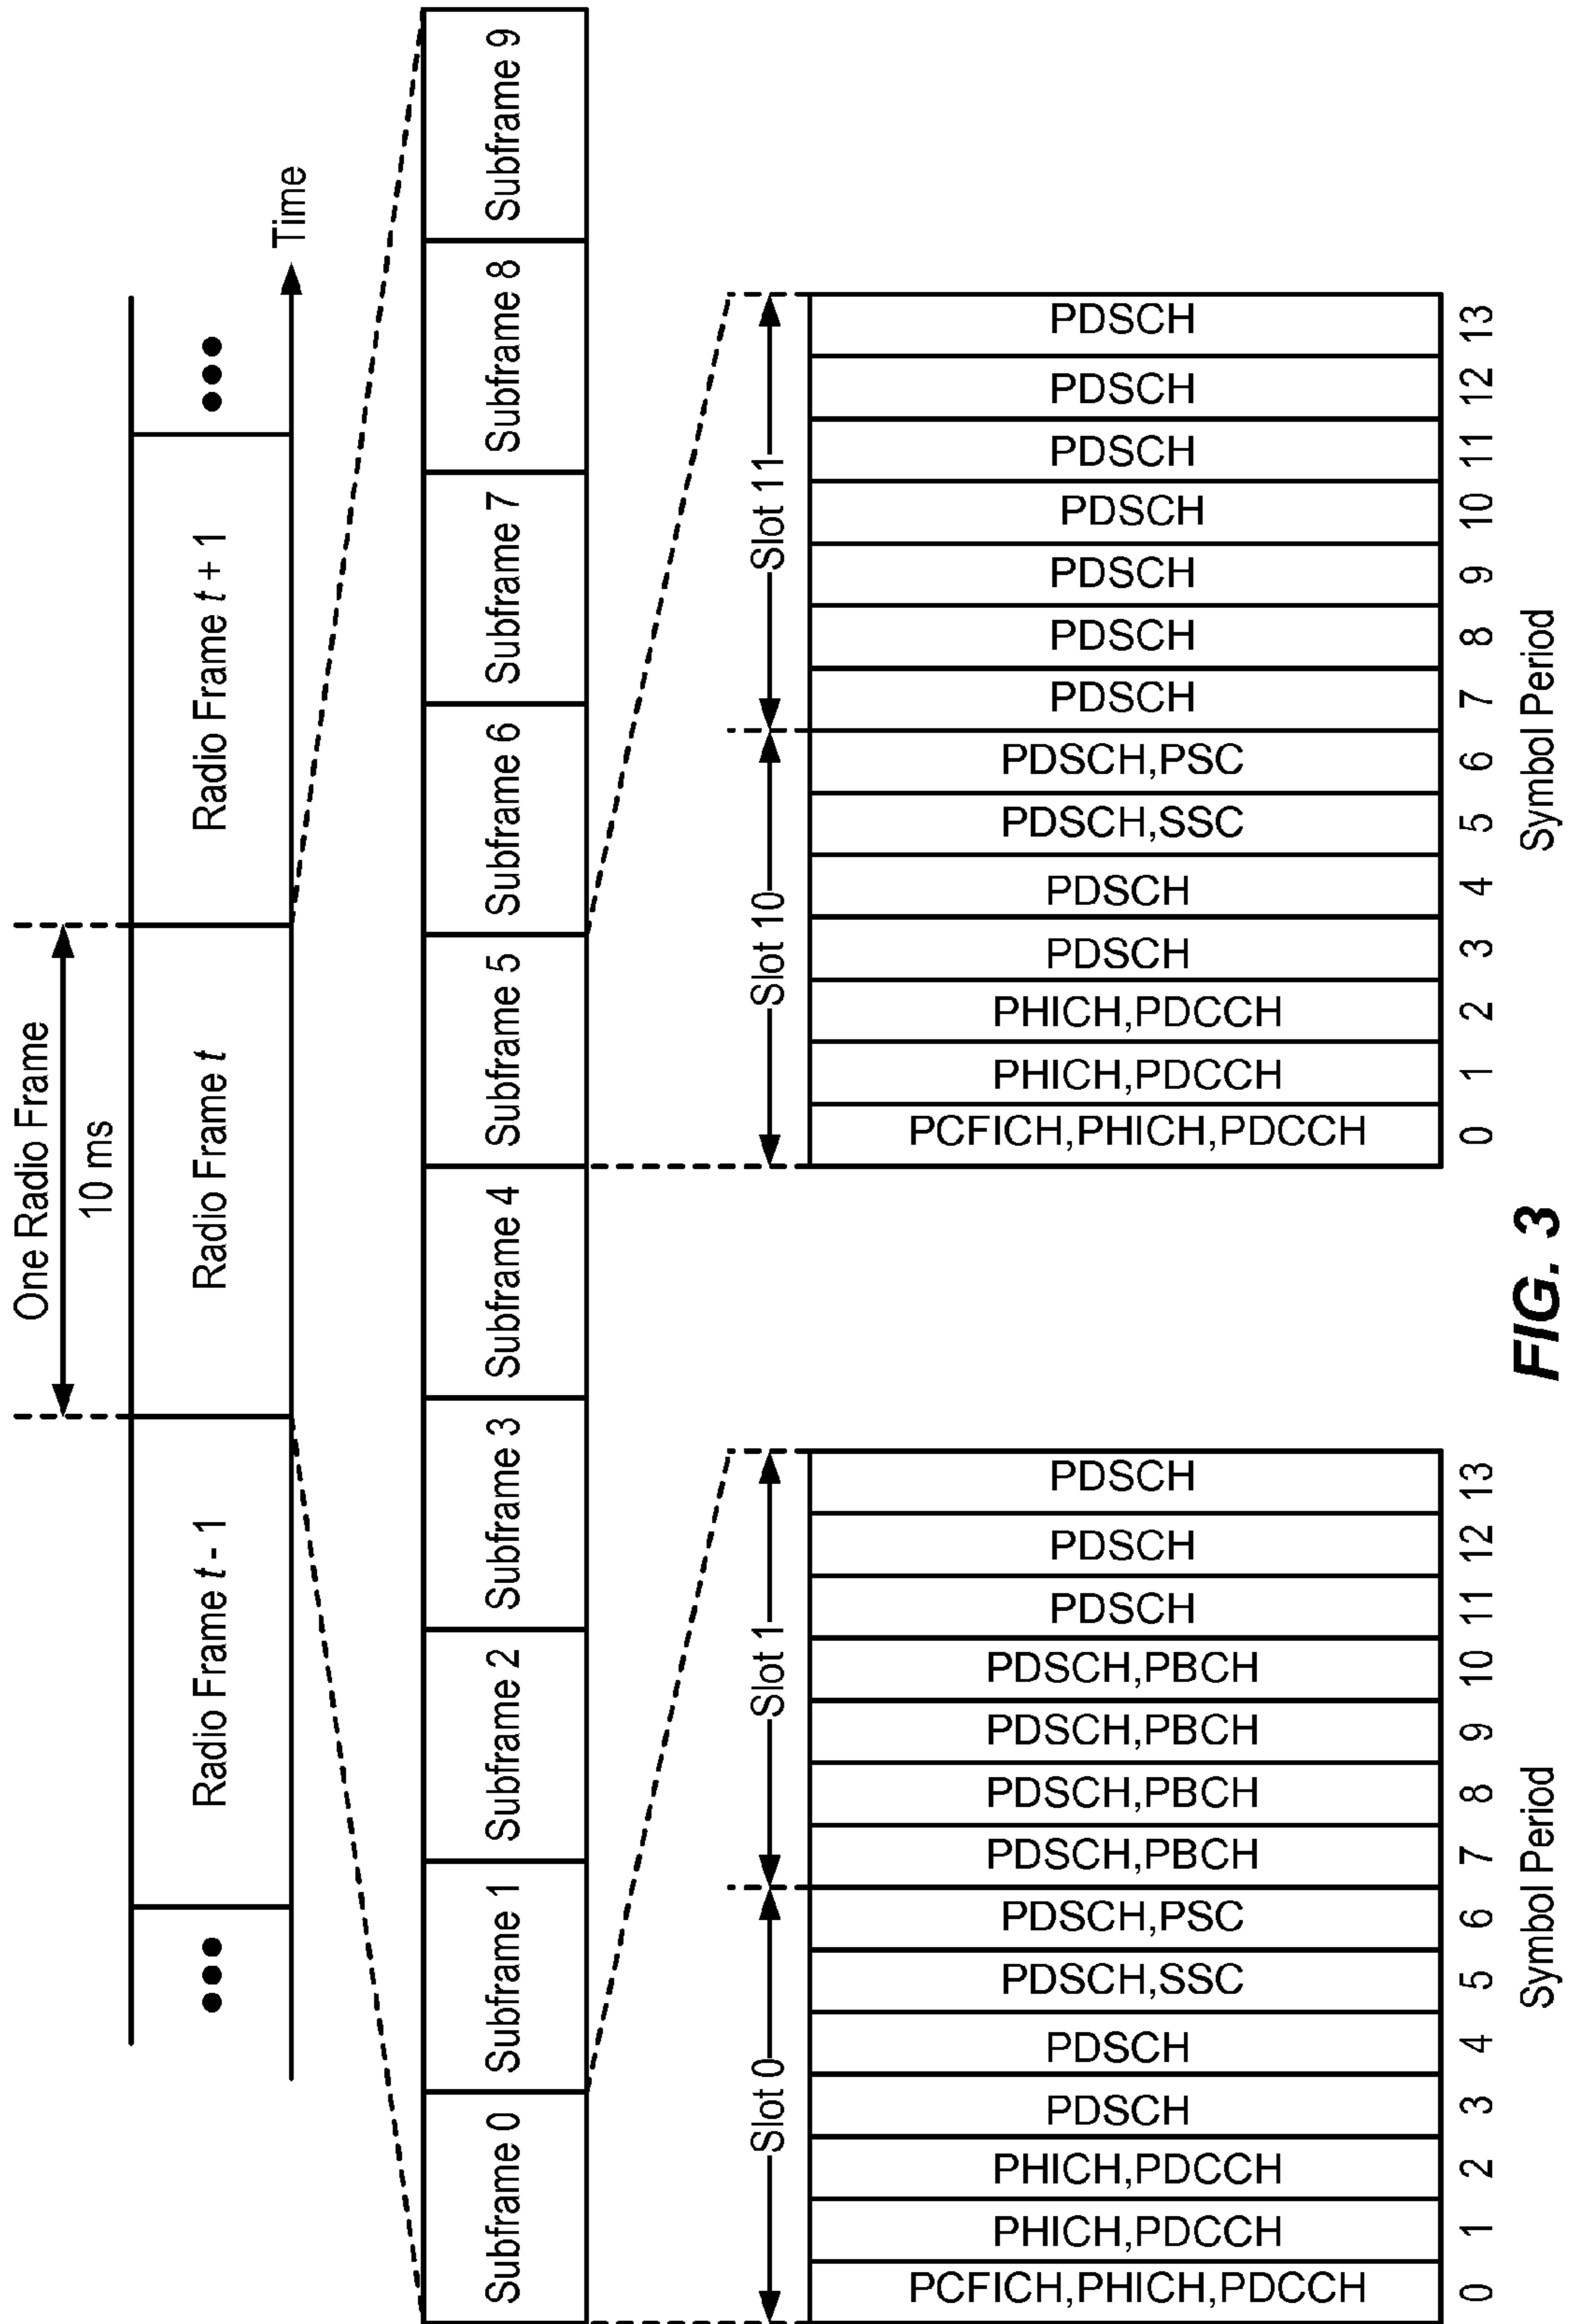 One Radio Frame
10 ms
Radio Frame t - 1
Radio Frame t
Radio Frame t + 1
Time
Subframe 0
Subframe 1
Subframe 2
Subframe 3
Subframe 4
Subframe 5
Subframe 6
Subframe 7
Subframe 8
Subframe 9
Slot 0
Slot 1
PCFICH,PHICH,PDCCH
PHICH,PDCCH
PHICH,PDCCH
PDSCH
PDSCH
PDSCH,SSC
PDSCH,PSC
PDSCH,PBCH
PDSCH,PBCH
PDSCH,PBCH
PDSCH,PBCH
PDSCH
PDSCH
PDSCH
0 1 2 3 4 5 6 7 8 9 10 11 12 13
Symbol Period
Slot 10
Slot 11
PCFICH,PHICH,PDCCH
PHICH,PDCCH
PHICH,PDCCH
PDSCH
PDSCH
PDSCH,SSC
PDSCH,PSC
PDSCH
PDSCH
PDSCH
PDSCH
PDSCH
PDSCH
PDSCH
0 1 2 3 4 5 6 7 8 9 10 11 12 13
Symbol Period
FIG. 3